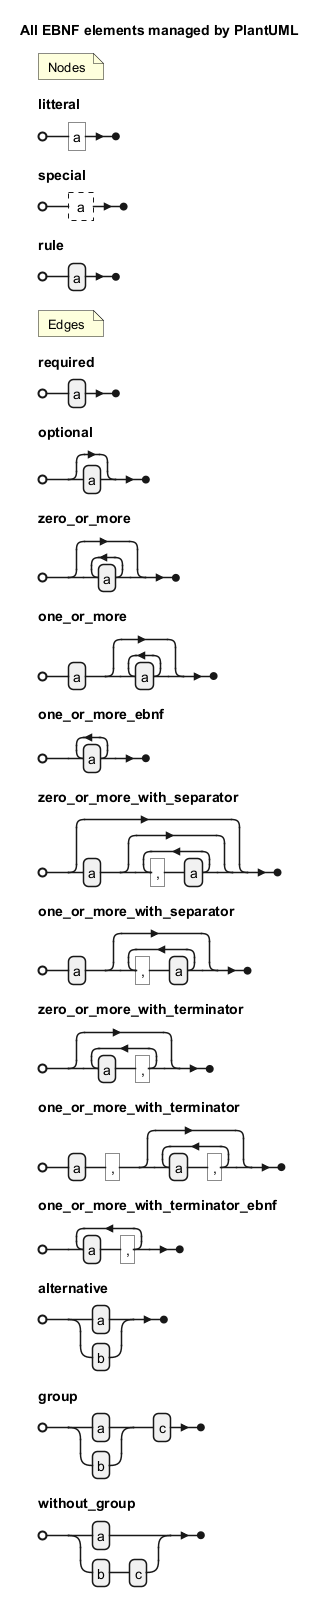 All EBNF elements managed by PlantUML
Nodes
litteral
a
special
a
rule
a
Edges
required
a
optional
a
zero_or_more
a
one_or_more
a a
one_or_more_ebnf
a
zero_or_more_with_separator
a , a
one_or_more_with_separator
a , a
zero_or_more_with_terminator
a ,
one_or_more_with_terminator
a , a ,
one_or_more_with_terminator_ebnf
a ,
alternative
a
b
group
a c
b
without_group
a
b c